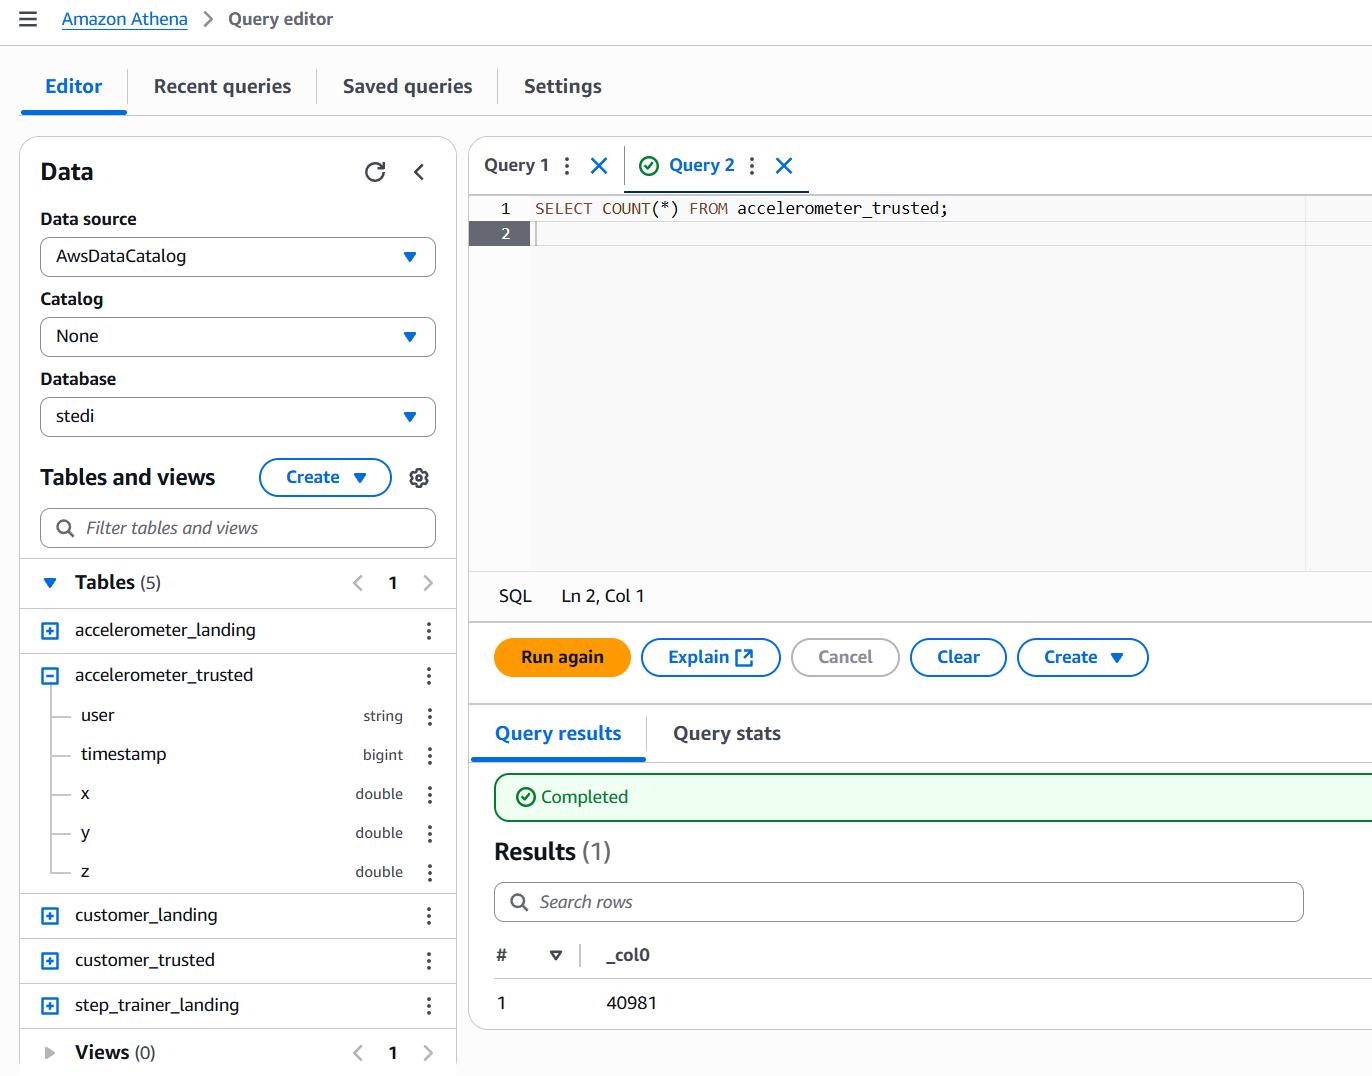 Amazon Athena > Query editor
Editor
Recent queries
Saved queries
Settings
Data
Data source
AwsDataCatalog
Catalog
None
Database
stedi
Tables and views
Create
Filter tables and views
Tables (5)
1
accelerometer_landing
accelerometer_trusted
user string
timestamp bigint
x double
y double
z double
customer_landing
customer_trusted
step_trainer_landing
Views (0)
1
Query 1
Query 2
1 SELECT COUNT(*) FROM accelerometer_trusted;
2
SQL Ln 2, Col 1
Run again
Explain
Cancel
Clear
Create
Query results
Query stats
Completed
Results (1)
Search rows
# _col0
1 40981